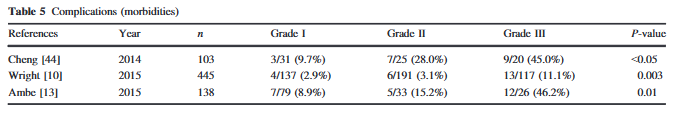 Table 5 Complications (morbidities)
References Year n Grade I Grade II Grade III P-value
Cheng [44] 2014 103 3/31 (9.7%) 7/25 (28.0%) 9/20 (45.0%) <0.05
Wright [10] 2015 445 4/137 (2.9%) 6/191 (3.1%) 13/117 (11.1%) 0.003
Ambe [13] 2015 138 7/79 (8.9%) 5/33 (15.2%) 12/26 (46.2%) 0.01